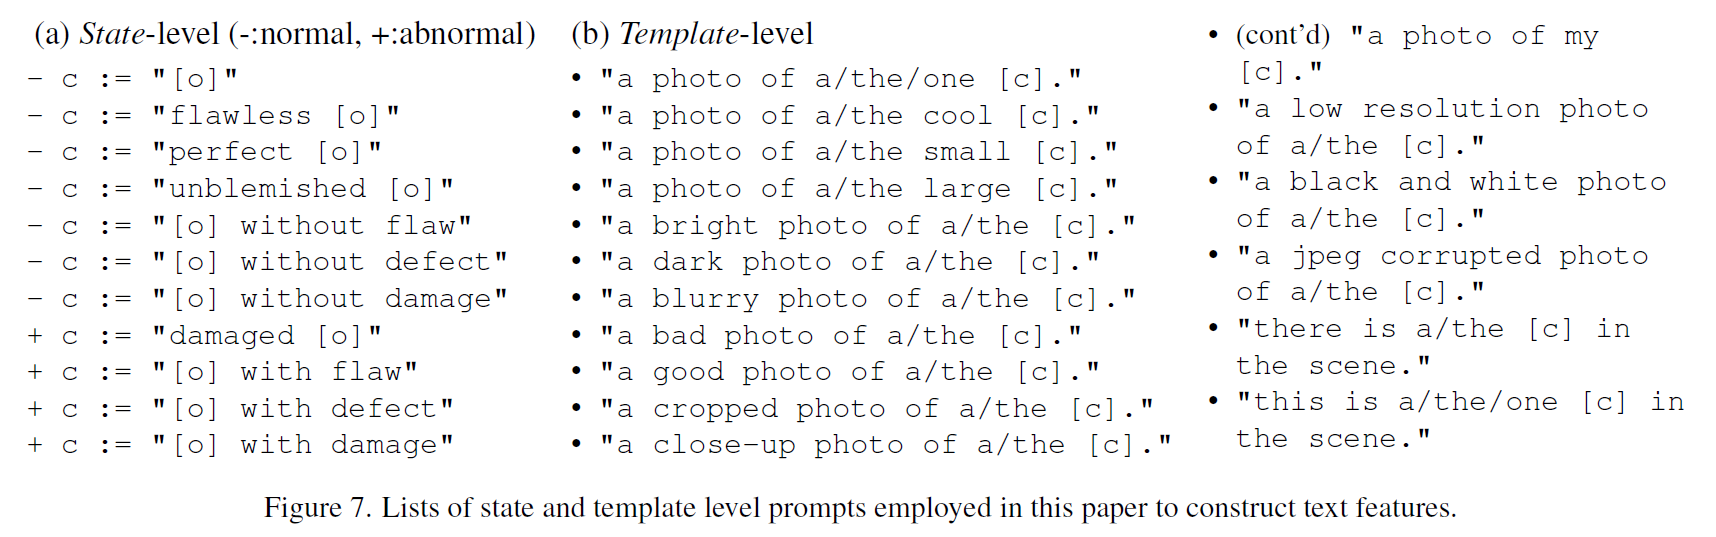 (a) State-level (-:normal, +:abnormal)
- c := "[o]"
- c := "flawless [o]"
- c := "perfect [o]"
- c := "unblemished [o]"
- c := "[o] without flaw"
- c := "[o] without defect"
- c := "[o] without damage"
+ c := "damaged [o]"
+ c := "[o] with flaw"
+ c := "[o] with defect"
+ c := "[o] with damage"
(b) Template-level
• "a photo of a/the/one [c]."
• "a photo of a/the cool [c]."
• "a photo of a/the small [c]."
• "a photo of a/the large [c]."
• "a bright photo of a/the [c]."
• "a dark photo of a/the [c]."
• "a blurry photo of a/the [c]."
• "a bad photo of a/the [c]."
• "a good photo of a/the [c]."
• "a cropped photo of a/the [c]."
• "a close-up photo of a/the [c]."
• (cont'd) "a photo of my
[c]."
• "a low resolution photo
of a/the [c]."
• "a black and white photo
of a/the [c]."
• "a jpeg corrupted photo
of a/the [c]."
• "there is a/the [c] in
the scene."
• "this is a/the/one [c] in
the scene."
Figure 7. Lists of state and template level prompts employed in this paper to construct text features.